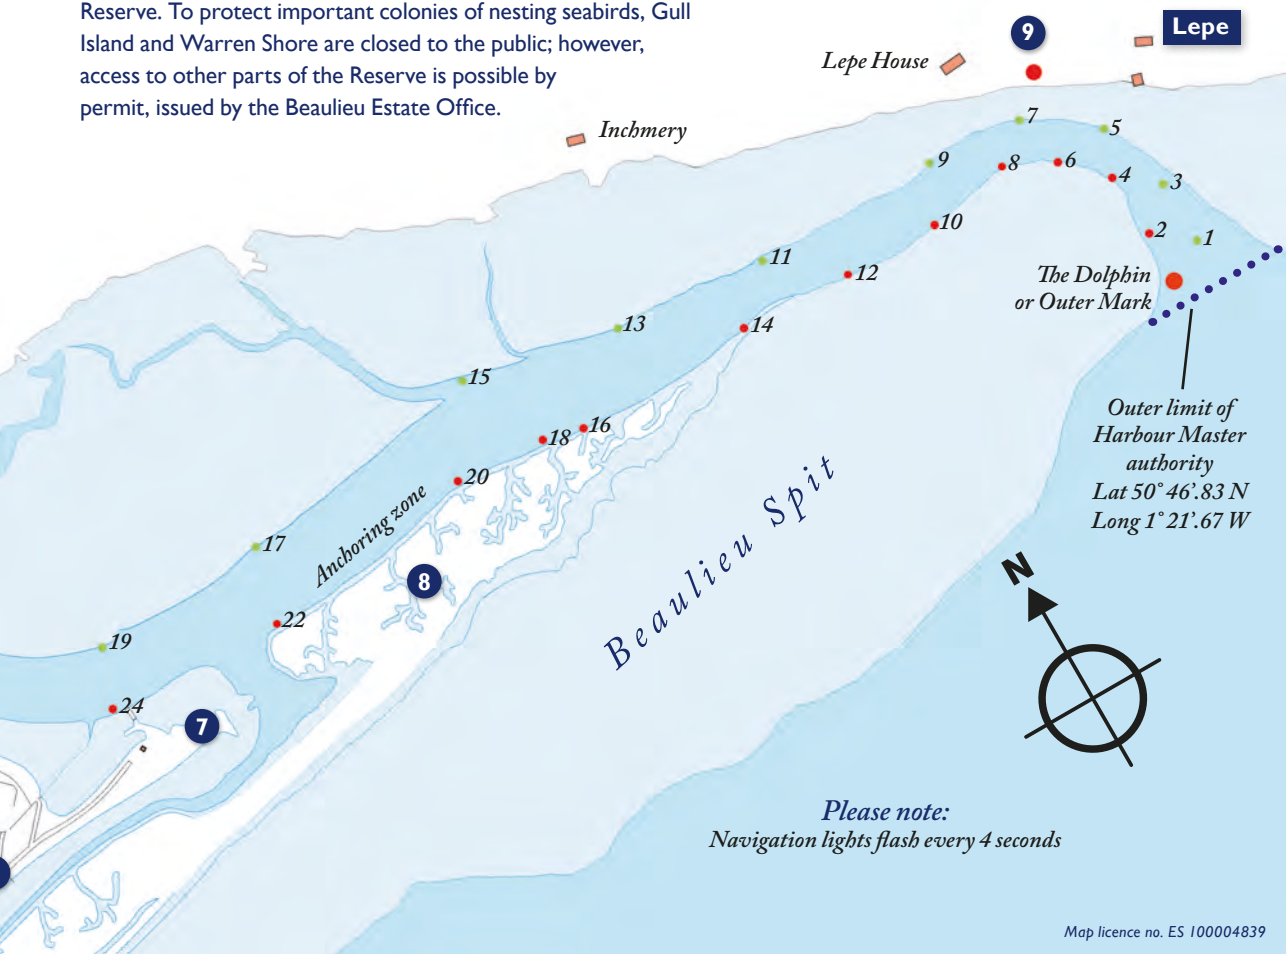 Reserve. To protect important colonies of nesting seabirds, Gull
Island and Warren Shore are closed to the public; however,
access to other parts of the Reserve is possible by
permit, issued by the Beaulieu Estate Office.
9
Lepe
Lepe House
Inchmery
7
5
9
8
6
4
3
10
2
1
11
12
The Dolphin
or Outer Mark
13
14
15
Outer limit of
Harbour Master
authority
Lat 50° 46'.83 N
Long 1° 21'.67 W
16
18
20
Beaulieu Spit
Anchoring zone
17
8
N
22
19
24
7
Please note:
Navigation lights flash every 4 seconds
Map licence no. ES 100004839